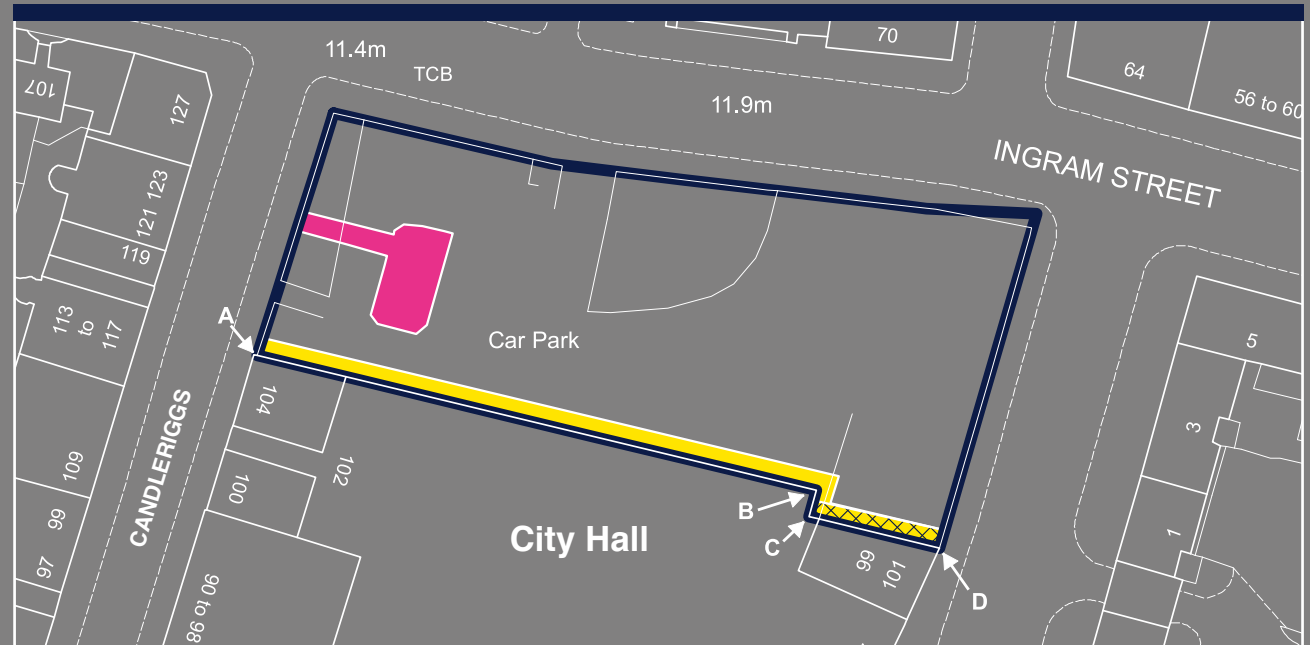 11.4m
TCB
70
64
56 to 60
107
127
11.9m
INGRAM STREET
123
121
119
113
to
117
A
Car Park
5
3
1
104
102
100
CANDLERIGGS
109
99
97
90 to 98
City Hall
B
C
99
101
D